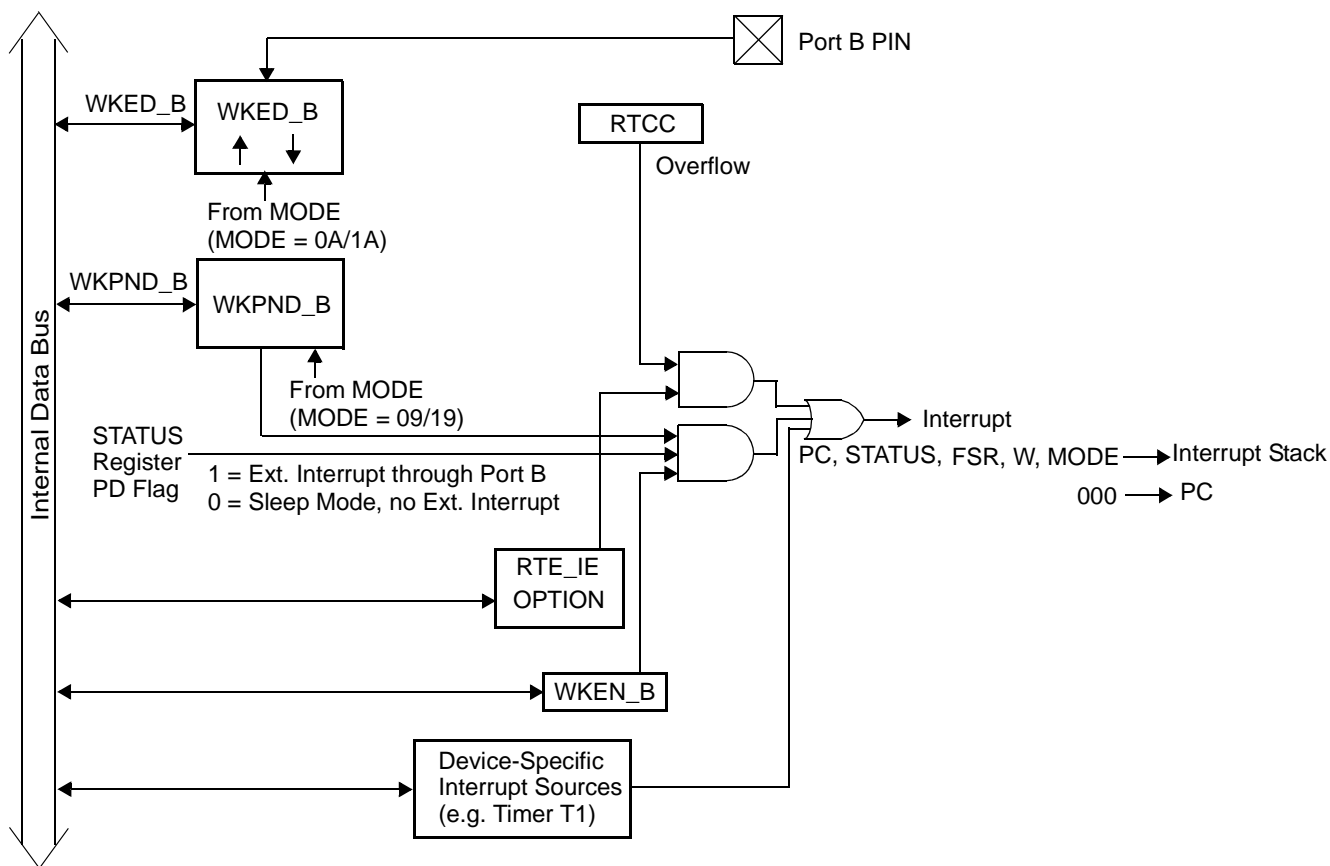 Port B PIN
WKED_B
WKED_B
RTCC
Overflow
From MODE
(MODE = 0A/1A)
WKPND_B
WKPND_B
From MODE
(MODE = 09/19)
Internal Data Bus
STATUS
Register
PD Flag
1 = Ext. Interrupt through Port B
0 = Sleep Mode, no Ext. Interrupt
Interrupt
PC, STATUS, FSR, W, MODE
Interrupt Stack
000
PC
RTE_IE
OPTION
WKEN_B
Device-Specific
Interrupt Sources
(e.g. Timer T1)